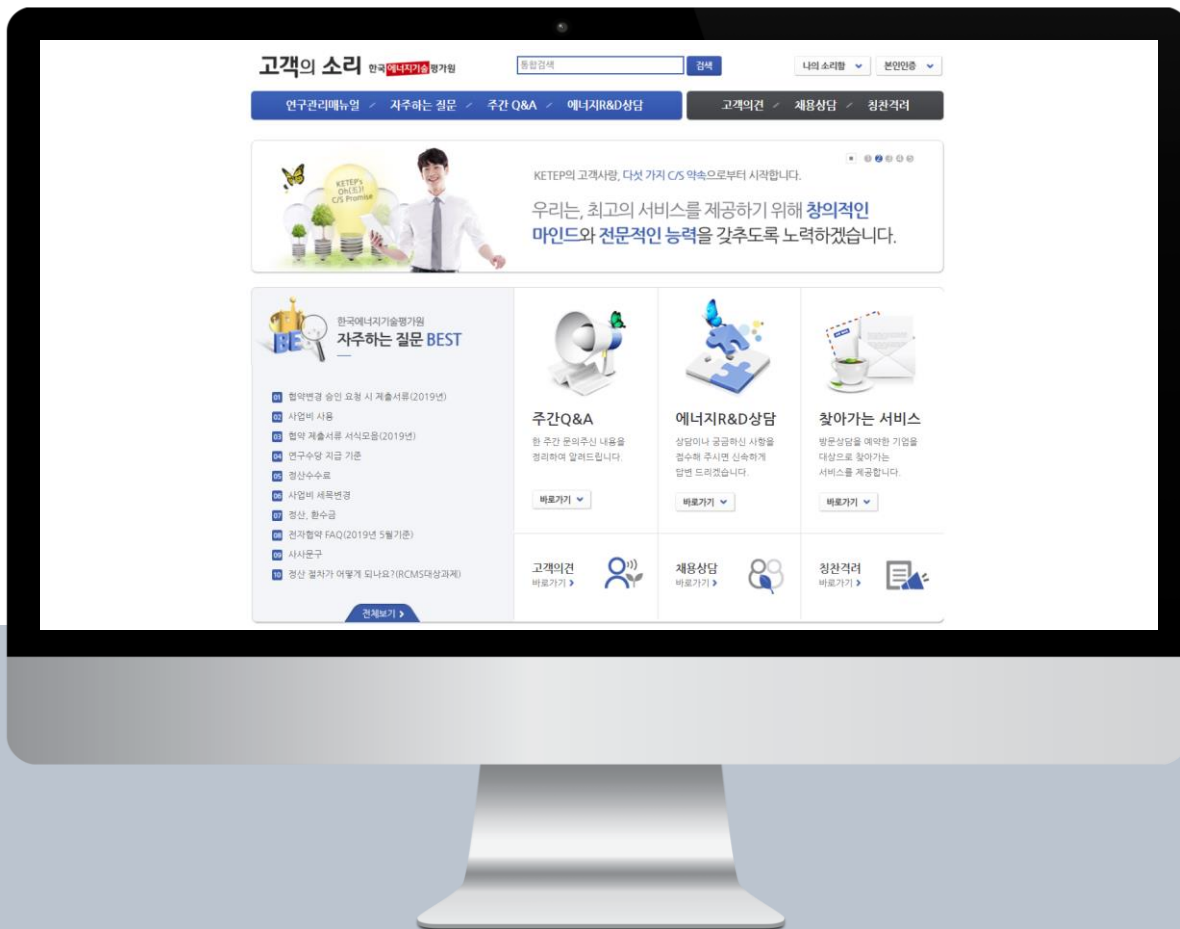 고객의 소리 한국에너지기술평가원
통합검색
검색
나의 소리함
본인인증
연구관리매뉴얼 / 자주하는 질문 / 주간 Q&A / 에너지R&D상담
고객의견 / 채용상담 / 칭찬격려
KETEP's
Oh(五)!
C/S Promise
KETEP의 고객사랑, 다섯 가지 C/S 약속으로부터 시작합니다.
우리는, 최고의 서비스를 제공하기 위해 창의적인
마인드와 전문적인 능력을 갖추도록 노력하겠습니다.
BE
한국에너지기술평가원
자주하는 질문 BEST
01 협약변경 승인 요청 시 제출서류(2019년)
02 사업비 사용
03 협약 제출서류 서식모음(2019년)
04 연구수당 지급 기준
05 정산수수료
06 사업비 세목변경
07 정산, 환수금
08 전자협약 FAQ(2019년 5월기준)
09 사사문구
10 정산 절차가 어떻게 되나요?(RCMS대상과제)
전체보기
주간Q&A
한 주간 문의주신 내용을
정리하여 알려드립니다.
바로가기
에너지R&D상담
상담이나 궁금하신 사항을
접수해 주시면 신속하게
답변 드리겠습니다.
바로가기
찾아가는 서비스
방문상담을 예약한 기업을
대상으로 찾아가는
서비스를 제공합니다.
바로가기
고객의견
바로가기
채용상담
바로가기
칭찬격려
바로가기